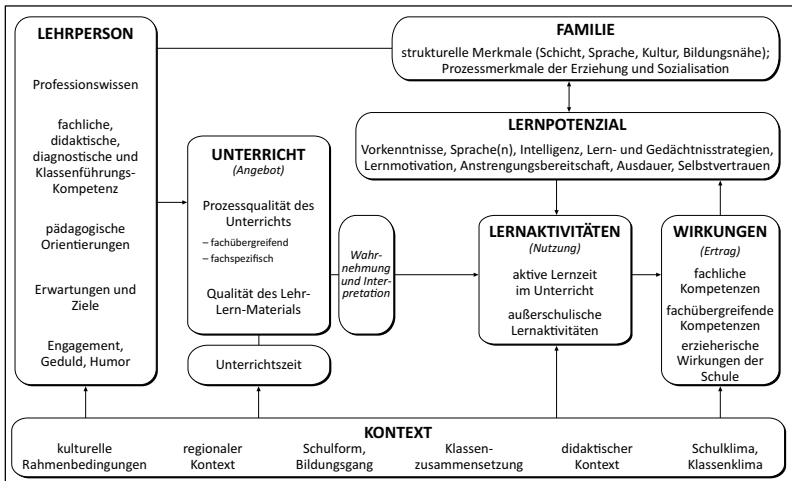 LEHRPERSON
Professionswissen
fachliche,
didaktische,
diagnostische und
Klassenführungs-
Kompetenz
pädagogische
Orientierungen
Erwartungen und
Ziele
Engagement,
Geduld, Humor
FAMILIE
strukturelle Merkmale (Schicht, Sprache, Kultur, Bildungsnähe);
Prozessmerkmale der Erziehung und Sozialisation
LERNPOTENZIAL
Vorkenntnisse, Sprache(n), Intelligenz, Lern- und Gedächtnisstrategien,
Lernmotivation, Anstrengungsbereitschaft, Ausdauer, Selbstvertrauen
UNTERRICHT
(Angebot)
Prozessqualität des
Unterrichts
– fachübergreifend
– fachspezifisch
Qualität des Lehr-
Lern-Materials
Unterrichtszeit
Wahr-
nehmung
und Inter-
pretation
LERNAKTIVITÄTEN
(Nutzung)
aktive Lernzeit
im Unterricht
außerschulische
Lernaktivitäten
WIRKUNGEN
(Ertrag)
fachliche
Kompetenzen
fachübergreifende
Kompetenzen
erzieherische
Wirkungen der
Schule
KONTEXT
kulturelle
Rahmenbedingungen
regionaler
Kontext
Schulform,
Bildungsgang
Klassen-
zusammensetzung
didaktischer
Kontext
Schulklima,
Klassenklima